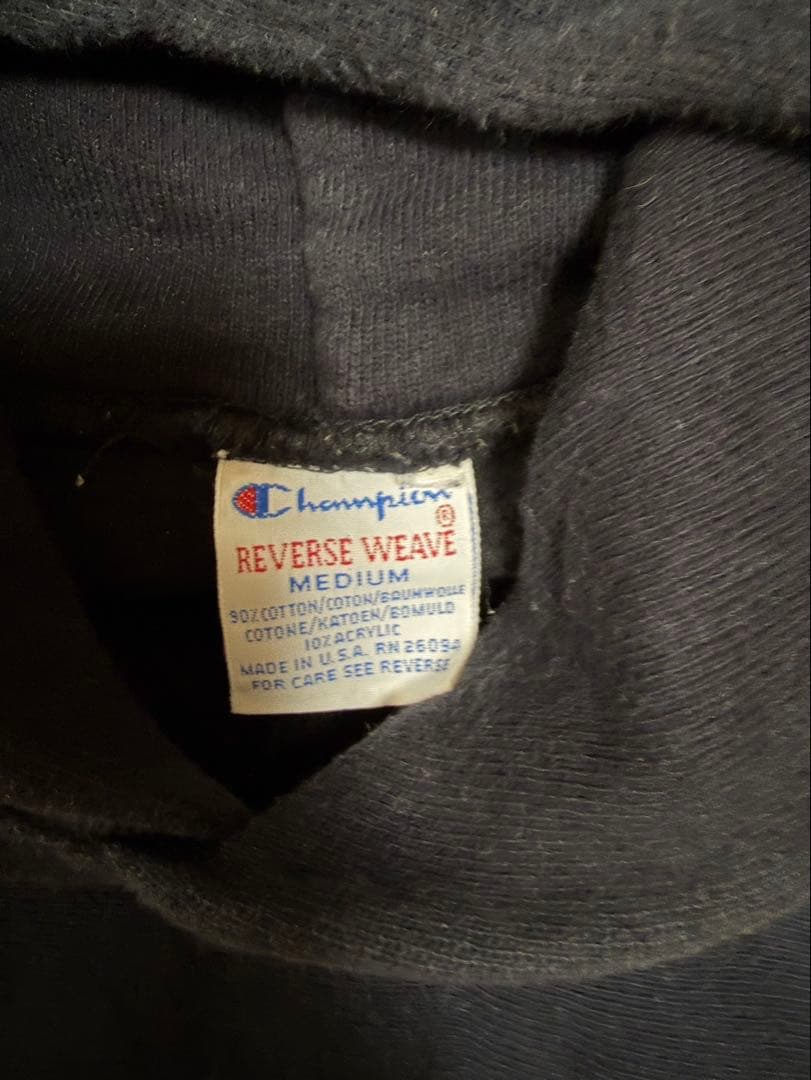 Champion
®
REVERSE WEAVE
MEDIUM
90% COTTON/COTON/BAUMWOLLE
COTONE/KATOEN/BOMULD
10% ACRYLIC
MADE IN U.S.A. RN 26094
FOR CARE SEE REVERSE